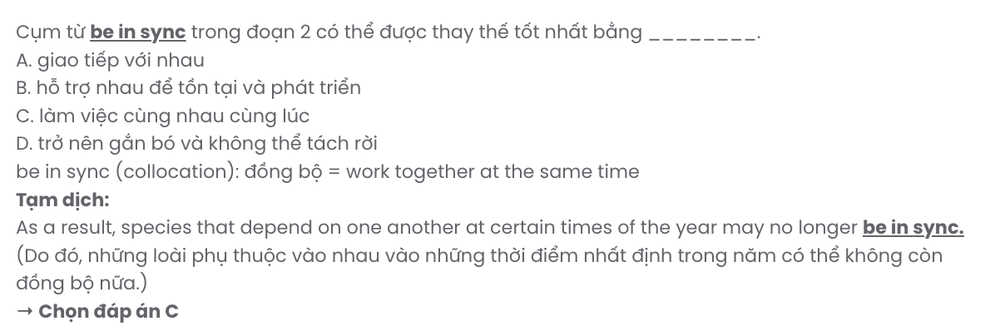 Cụm từ be in sync trong đoạn 2 có thể được thay thế tốt nhất bằng ________.
A. giao tiếp với nhau
B. hỗ trợ nhau để tồn tại và phát triển
C. làm việc cùng nhau cùng lúc
D. trở nên gắn bó và không thể tách rời
be in sync (collocation): đồng bộ = work together at the same time
Tạm dịch:
As a result, species that depend on one another at certain times of the year may no longer be in sync.
(Do đó, những loài phụ thuộc vào nhau vào những thời điểm nhất định trong năm có thể không còn
đồng bộ nữa.)
→ Chọn đáp án C